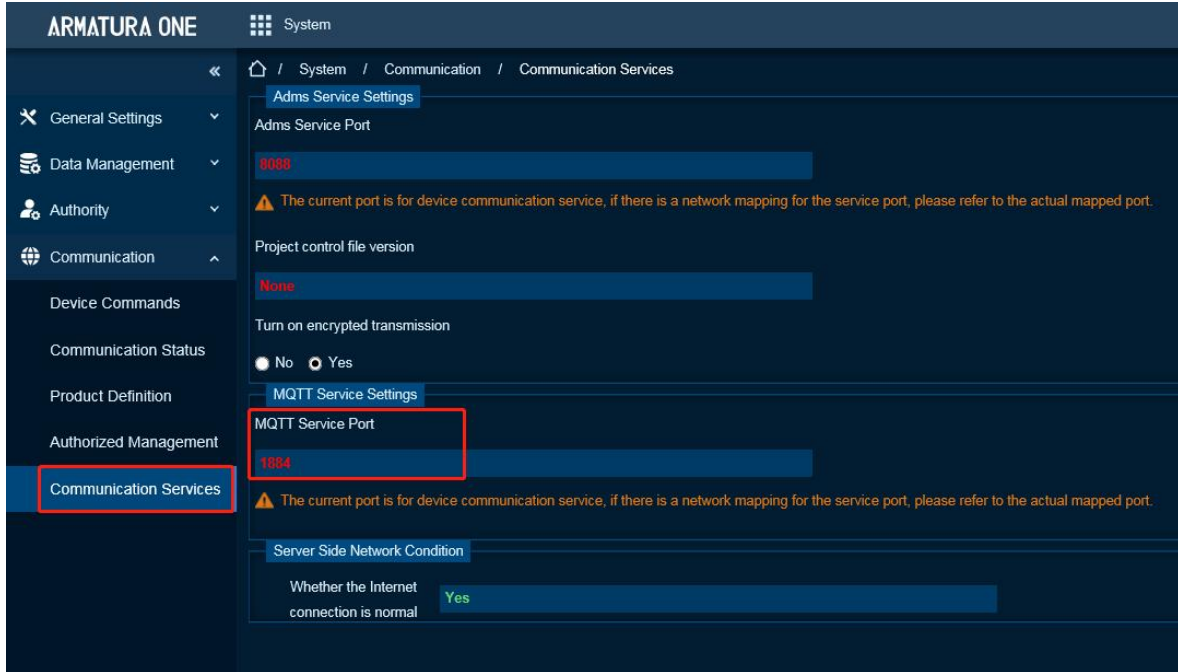 ARMATURA ONE
System
«
/ System / Communication / Communication Services
General Settings
Data Management
Authority
Communication
Device Commands
Communication Status
Product Definition
Authorized Management
Communication Services
Adms Service Settings
Adms Service Port
8088
The current port is for device communication service, if there is a network mapping for the service port, please refer to the actual mapped port.
Project control file version
None
Turn on encrypted transmission
No Yes
MQTT Service Settings
MQTT Service Port
1884
The current port is for device communication service, if there is a network mapping for the service port, please refer to the actual mapped port.
Server Side Network Condition
Whether the Internet
connection is normal
Yes